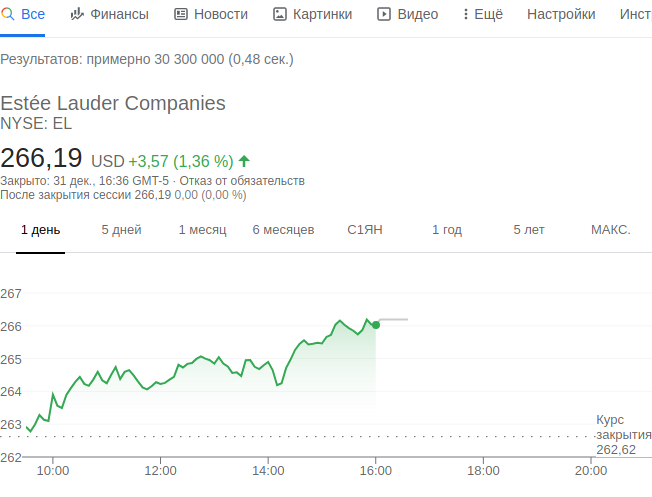 Все Финансы Новости Картинки Видео Ещё Настройки Инст
Результатов: примерно 30 300 000 (0,48 сек.)
Estée Lauder Companies
NYSE: EL
266,19 USD +3,57 (1,36 %)
Закрыто: 31 дек., 16:36 GMT-5 · Отказ от обязательств
После закрытия сессии 266,19 0,00 (0,00 %)
1 день 5 дней 1 месяц 6 месяцев С1ЯН 1 год 5 лет МАКС.
267
266
265
264
263
Курс
закрытия
262,62
262
10:00 12:00 14:00 16:00 18:00 20:00